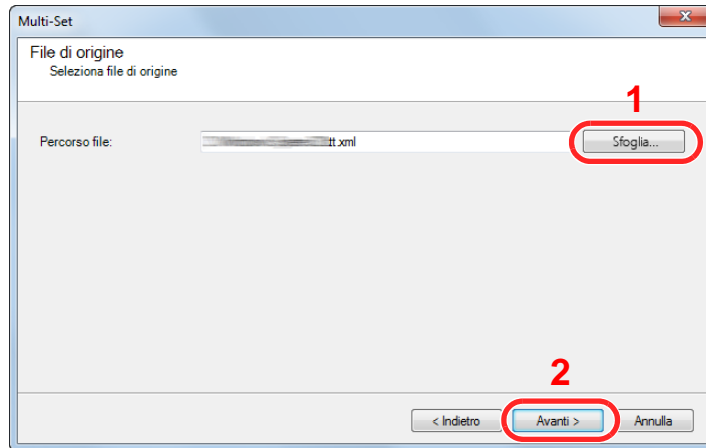 Multi-Set
File di origine
Seleziona file di origine
1
Percorso file: tt.xml Sfoglia...
2
< Indietro Avanti > Annulla